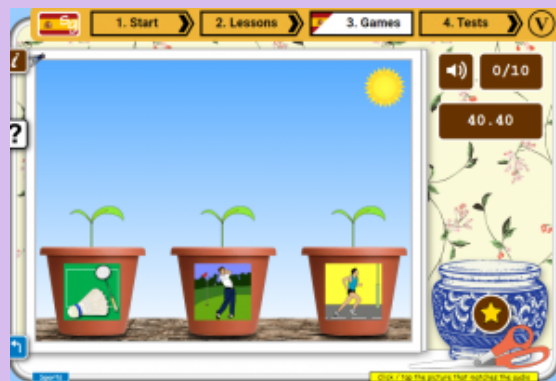 1. Start
2. Lessons
3. Games
4. Tests
V
i
0/10
?
40.40
Sports
Click / tap the picture that matches the audio